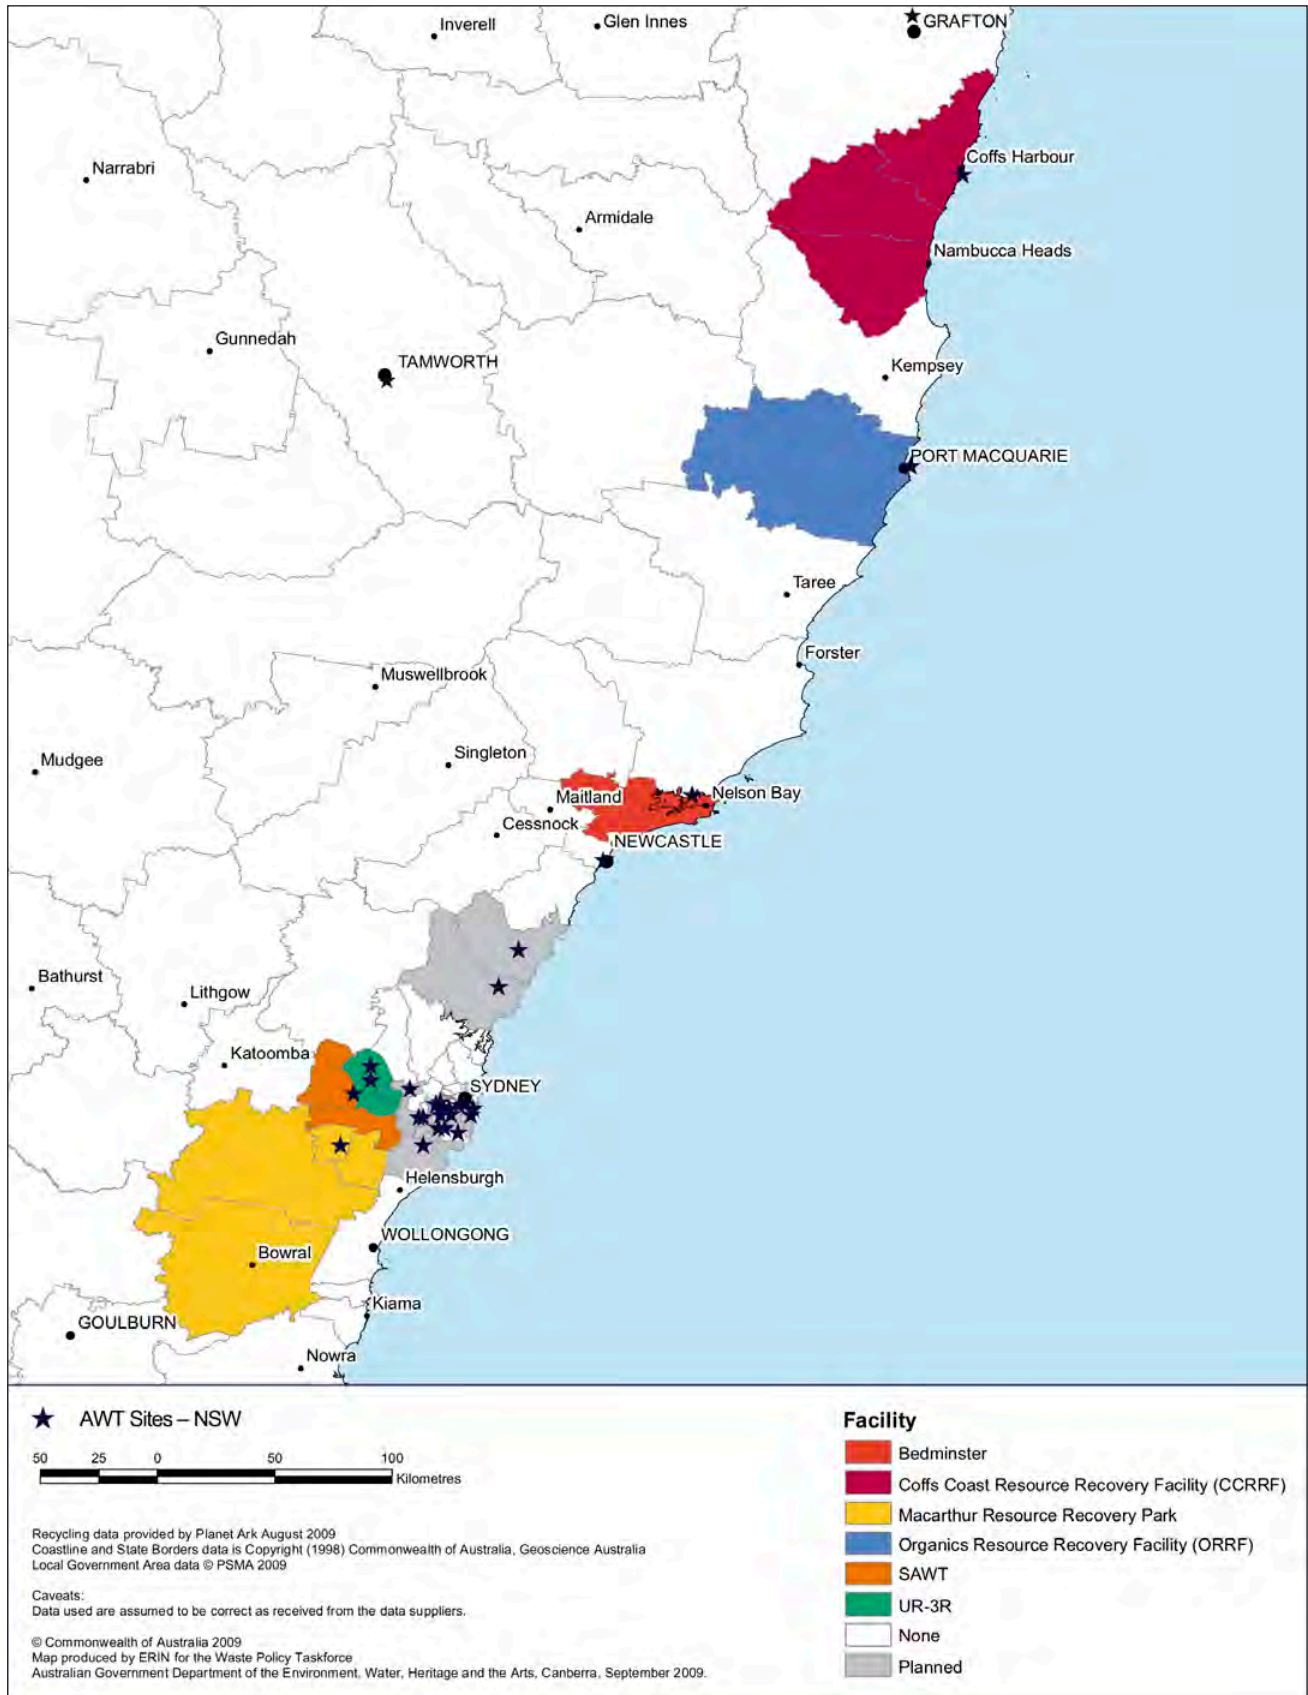 Inverell
Glen Innes
GRAFTON
Narrabri
Coffs Harbour
Armidale
Nambucca Heads
Gunnedah
TAMWORTH
Kempsey
PORT MACQUARIE
Taree
Forster
Muswellbrook
Singleton
Mudgee
Nelson Bay
Maitland
Cessnock
NEWCASTLE
Bathurst
Lithgow
Katoomba
SYDNEY
Helensburgh
WOLLONGONG
Bowral
Kiama
GOULBURN
Nowra
AWT Sites – NSW
50 25 0 50 100
Kilometres
Recycling data provided by Planet Ark August 2009
Coastline and State Borders data is Copyright (1998) Commonwealth of Australia, Geoscience Australia
Local Government Area data © PSMA 2009
Caveats:
Data used are assumed to be correct as received from the data suppliers.
© Commonwealth of Australia 2009
Map produced by ERIN for the Waste Policy Taskforce
Australian Government Department of the Environment, Water, Heritage and the Arts, Canberra, September 2009.
Facility
Bedminster
Coffs Coast Resource Recovery Facility (CCRRF)
Macarthur Resource Recovery Park
Organics Resource Recovery Facility (ORRF)
SAWT
UR-3R
None
Planned